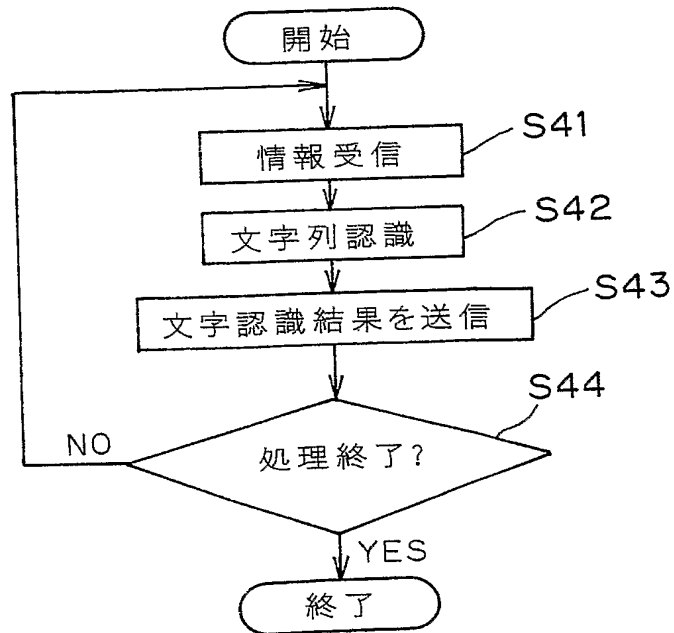 開始
情報受信
S41
文字列認識
S42
文字認識結果を送信
S43
処理終了?
S44
NO
YES
終了